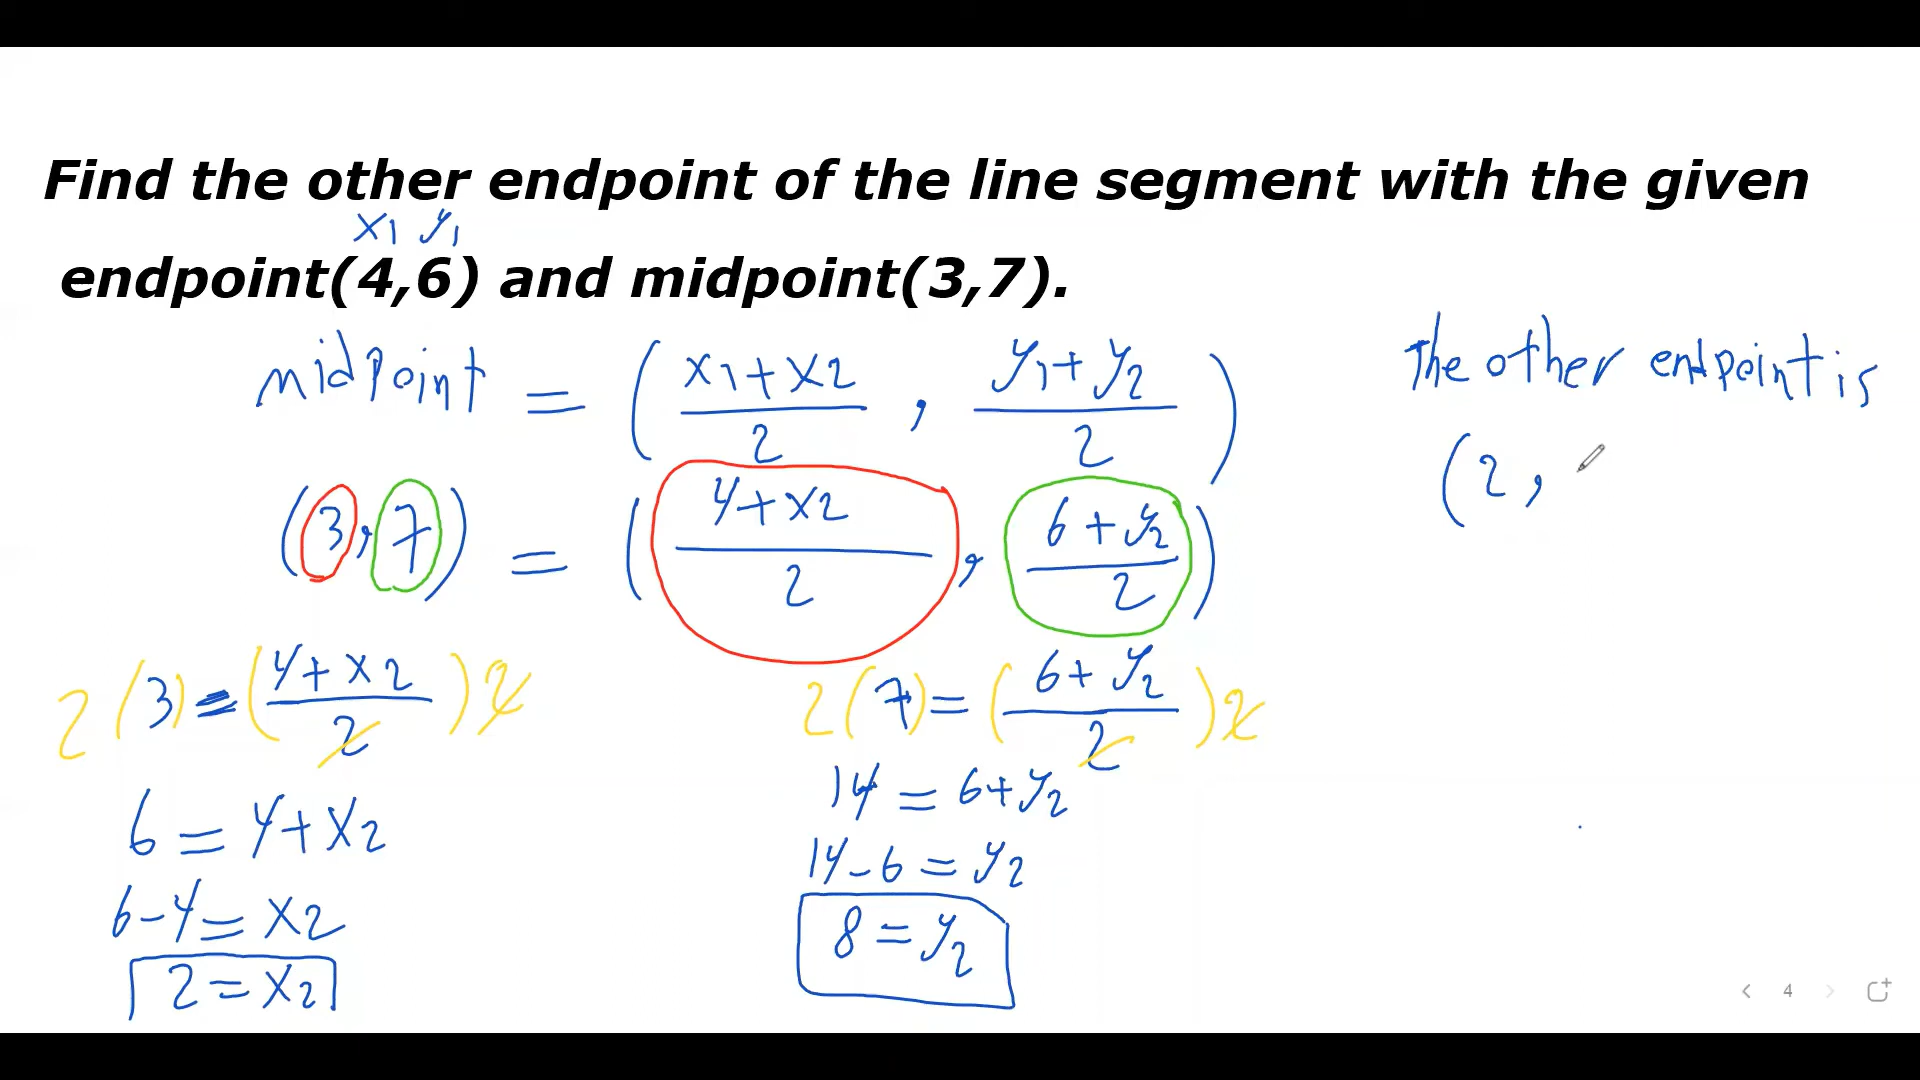 Find the other endpoint of the line segment with the given
x1 y1
endpoint(4,6) and midpoint(3,7).
midpoint = ( x1+x2 / 2 , y1+y2 / 2 )
(3,7) = ( 4+x2 / 2 , 6+y2 / 2 )
2(3)=( 4+x2 / 2 )2
6=4+x2
6-4=x2
2=x2
2(7)=( 6+y2 / 2 )2
14=6+y2
14-6=y2
8=y2
The other endpoint is
(2,
4